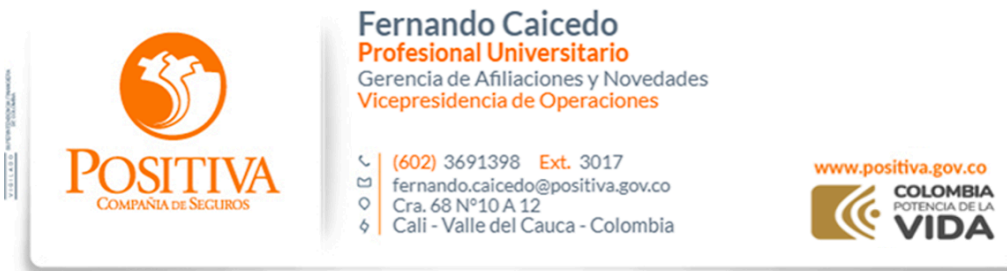 Fernando Caicedo
Profesional Universitario
Gerencia de Afiliaciones y Novedades
Vicepresidencia de Operaciones
(602) 3691398 Ext. 3017
fernando.caicedo@positiva.gov.co
Cra. 68 N°10 A 12
Cali - Valle del Cauca - Colombia
POSITIVA
COMPAÑIA DE SEGUROS
www.positiva.gov.co
COLOMBIA
POTENCIA DE LA
VIDA
VIGILADO